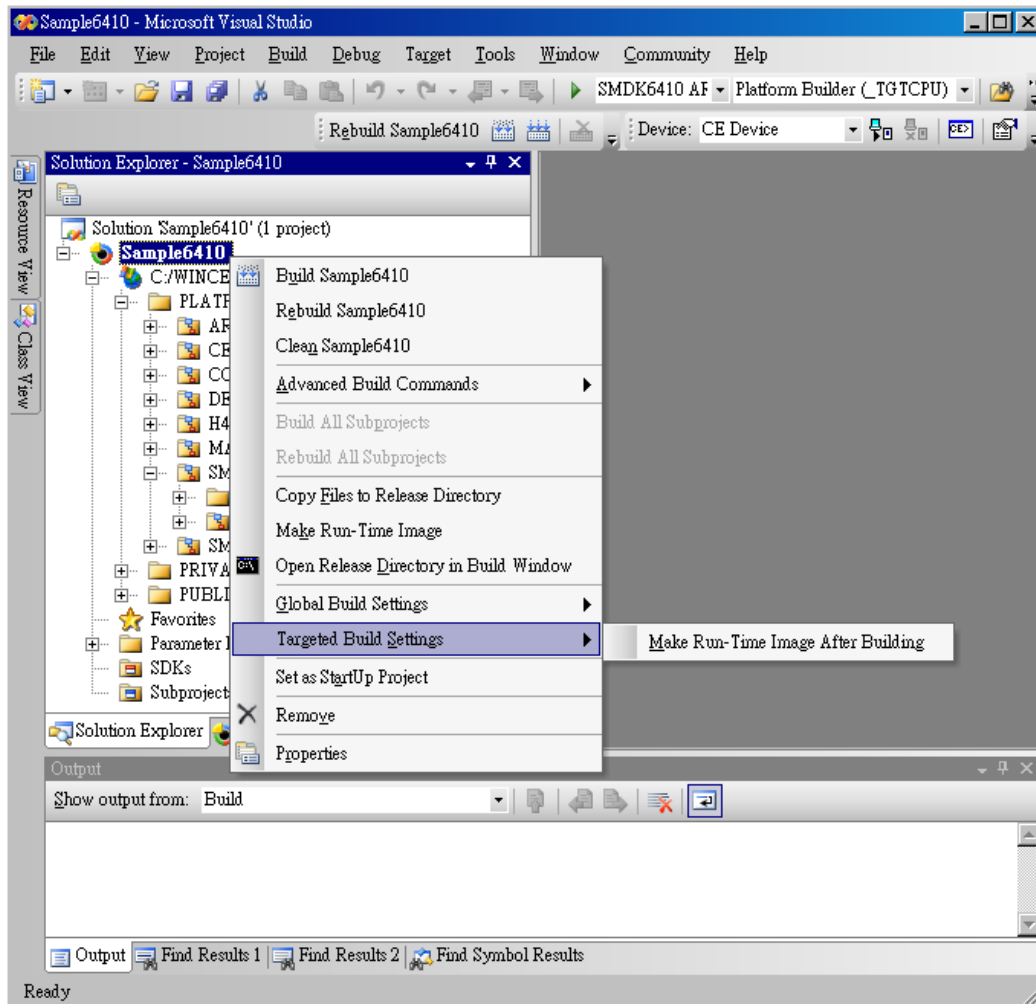 Sample6410 - Microsoft Visual Studio
File Edit View Project Build Debug Target Tools Window Community Help
SMDK6410 AF Platform Builder (_TGTCPU)
Rebuild Sample6410 Device: CE Device
Solution Explorer - Sample6410
Resource View
Class View
Solution 'Sample6410' (1 project)
Sample6410
C:/WINCE
PLATF
AR
CE
CO
DE
H4
MA
SM
SM
PRIVA
PUBLI
Favorites
Parameter
SDKs
Subproject
Build Sample6410
Rebuild Sample6410
Clean Sample6410
Advanced Build Commands
Build All Subprojects
Rebuild All Subprojects
Copy Files to Release Directory
Make Run-Time Image
Open Release Directory in Build Window
Global Build Settings
Targeted Build Settings
Make Run-Time Image After Building
Set as StartUp Project
Remove
Properties
Solution Explorer
Output
Show output from: Build
Output Find Results 1 Find Results 2 Find Symbol Results
Ready